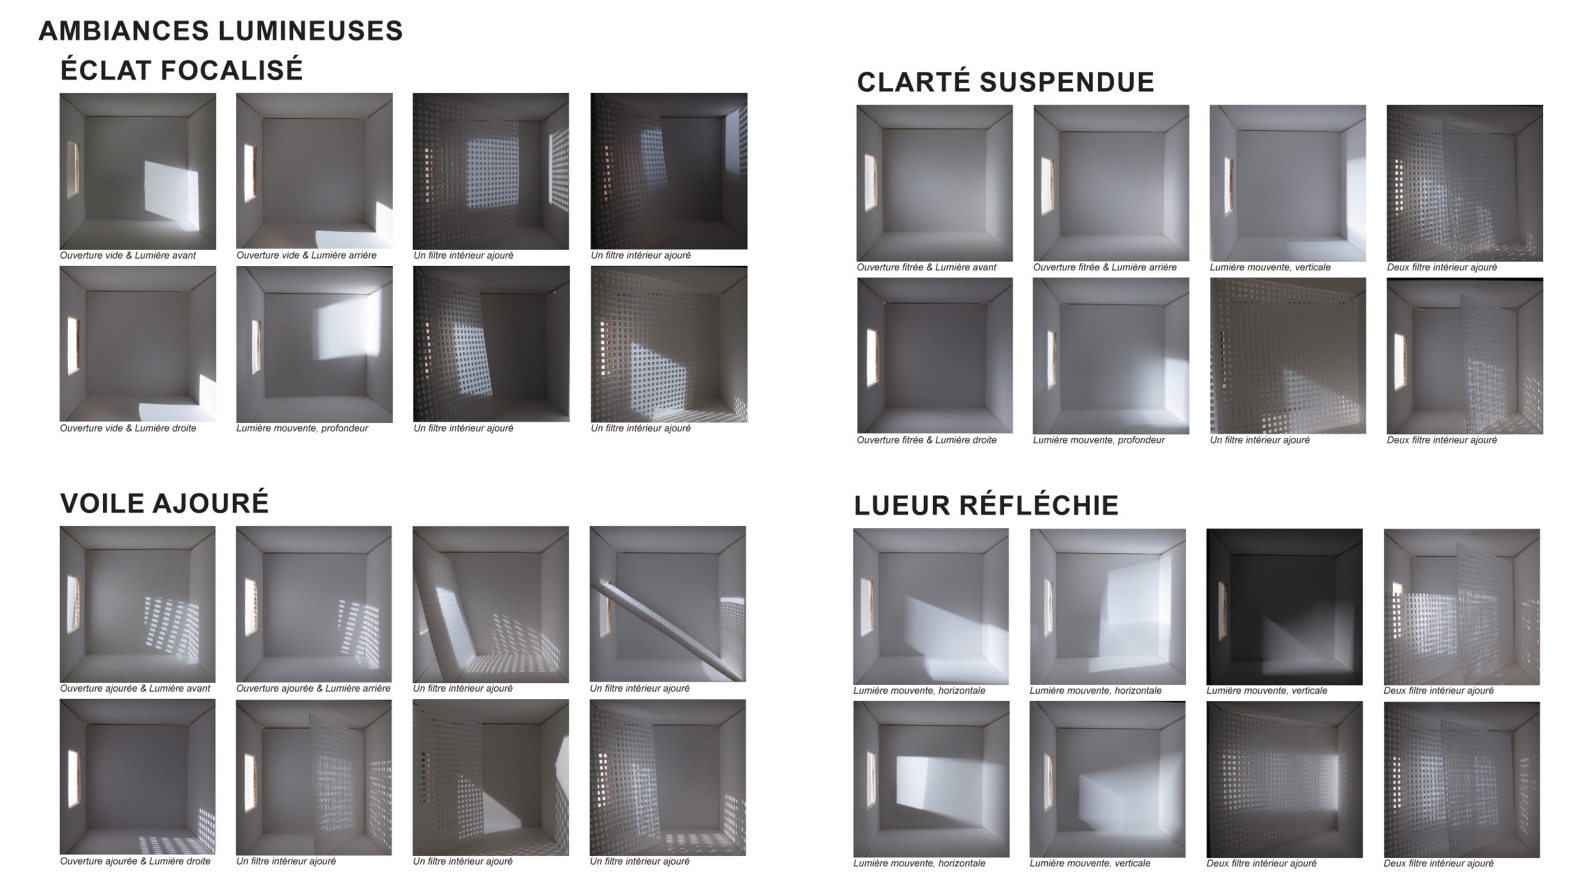 AMBIANCES LUMINEUSES
ÉCLAT FOCALISÉ
Ouverture vide & Lumière avant
Ouverture vide & Lumière arrière
Un filtre intérieur ajouré
Un filtre intérieur ajouré
Ouverture vide & Lumière droite
Lumière mouvente, profondeur
Un filtre intérieur ajouré
Un filtre intérieur ajouré
CLARTÉ SUSPENDUE
Ouverture fitrée & Lumière avant
Ouverture fitrée & Lumière arrière
Lumière mouvente, verticale
Deux filtre intérieur ajouré
Ouverture fitrée & Lumière droite
Lumière mouvente, profondeur
Un filtre intérieur ajouré
Deux filtre intérieur ajouré
VOILE AJOURÉ
Ouverture ajourée & Lumière avant
Ouverture ajourée & Lumière arrière
Un filtre intérieur ajouré
Un filtre intérieur ajouré
Ouverture ajourée & Lumière droite
Un filtre intérieur ajouré
Un filtre intérieur ajouré
Un filtre intérieur ajouré
LUEUR RÉFLÉCHIE
Lumière mouvente, horizontale
Lumière mouvente, horizontale
Lumière mouvente, verticale
Deux filtre intérieur ajouré
Lumière mouvente, horizontale
Lumière mouvente, verticale
Deux filtre intérieur ajouré
Deux filtre intérieur ajouré